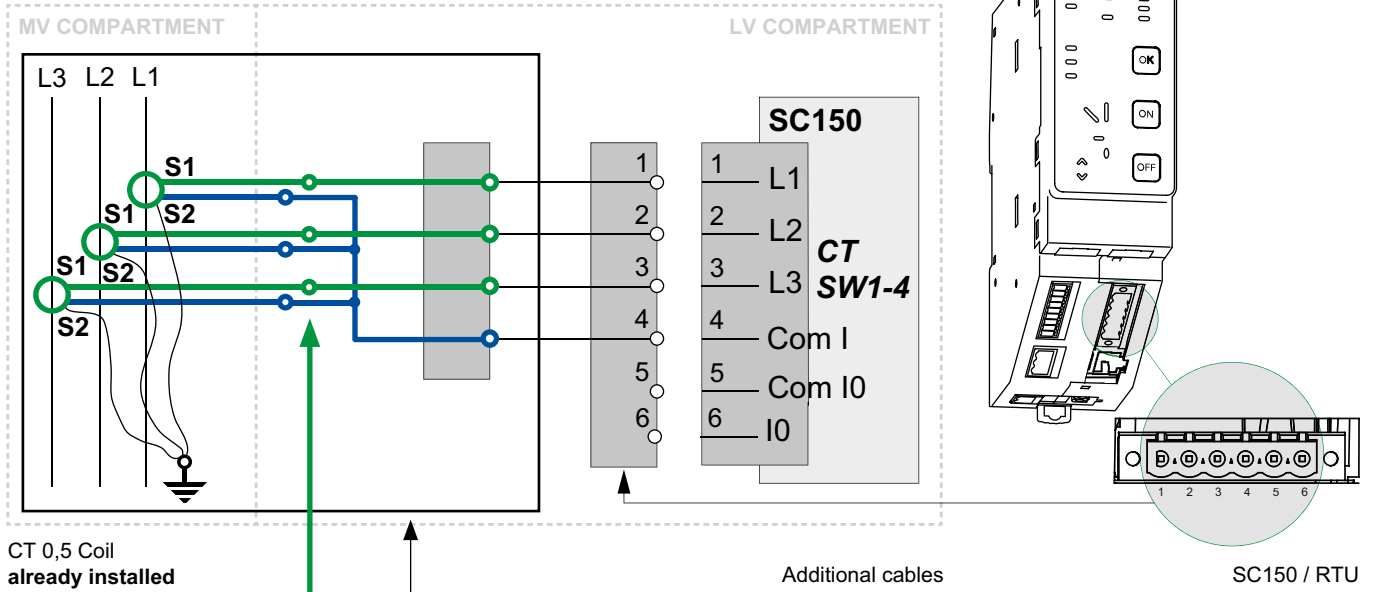 MV COMPARTMENT
LV COMPARTMENT
L3 L2 L1
S1
S2
S1
S2
S1
S2
1
2
3
4
5
6
SC150
1 L1
2 L2
3 L3
4 Com I
5 Com I0
6 I0
CT
SW1-4
OK
ON
OFF
1 2 3 4 5 6
CT 0,5 Coil
already installed
Additional cables
SC150 / RTU